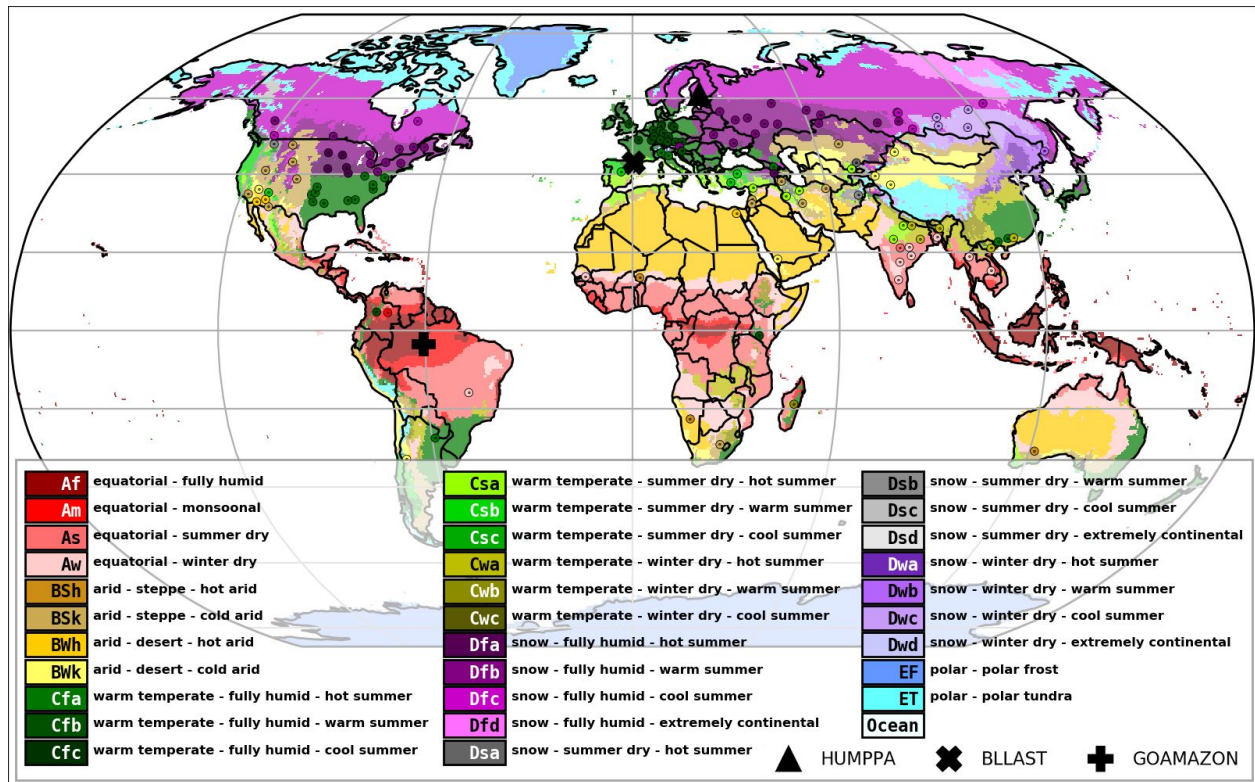 Af equatorial - fully humid
Am equatorial - monsoonal
As equatorial - summer dry
Aw equatorial - winter dry
BSh arid - steppe - hot arid
BSk arid - steppe - cold arid
BWh arid - desert - hot arid
BWk arid - desert - cold arid
Cfa warm temperate - fully humid - hot summer
Cfb warm temperate - fully humid - warm summer
Cfc warm temperate - fully humid - cool summer
Csa warm temperate - summer dry - hot summer
Csb warm temperate - summer dry - warm summer
Csc warm temperate - summer dry - cool summer
Cwa warm temperate - winter dry - hot summer
Cwb warm temperate - winter dry - warm summer
Cwc warm temperate - winter dry - cool summer
Dfa snow - fully humid - hot summer
Dfb snow - fully humid - warm summer
Dfc snow - fully humid - cool summer
Dfd snow - fully humid - extremely continental
Dsa snow - summer dry - hot summer
Dsb snow - summer dry - warm summer
Dsc snow - summer dry - cool summer
Dsd snow - summer dry - extremely continental
Dwa snow - winter dry - hot summer
Dwb snow - winter dry - warm summer
Dwc snow - winter dry - cool summer
Dwd snow - winter dry - extremely continental
EF polar - polar frost
ET polar - polar tundra
Ocean
HUMPPA BLLAST GOAMAZON